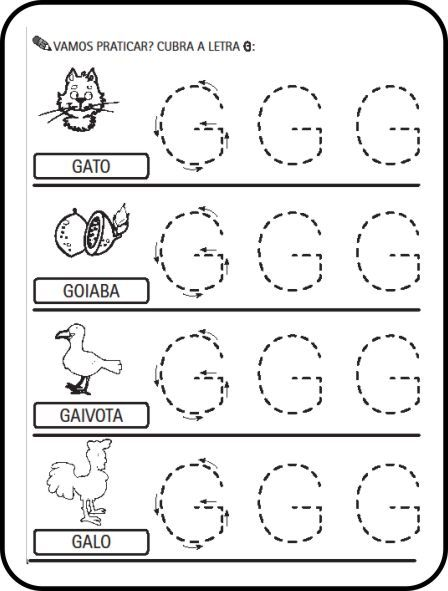 VAMOS PRATICAR? CUBRA A LETRA G:
G G G
GATO
G G G
GOIABA
G G G
GAIVOTA
G G G
GALO